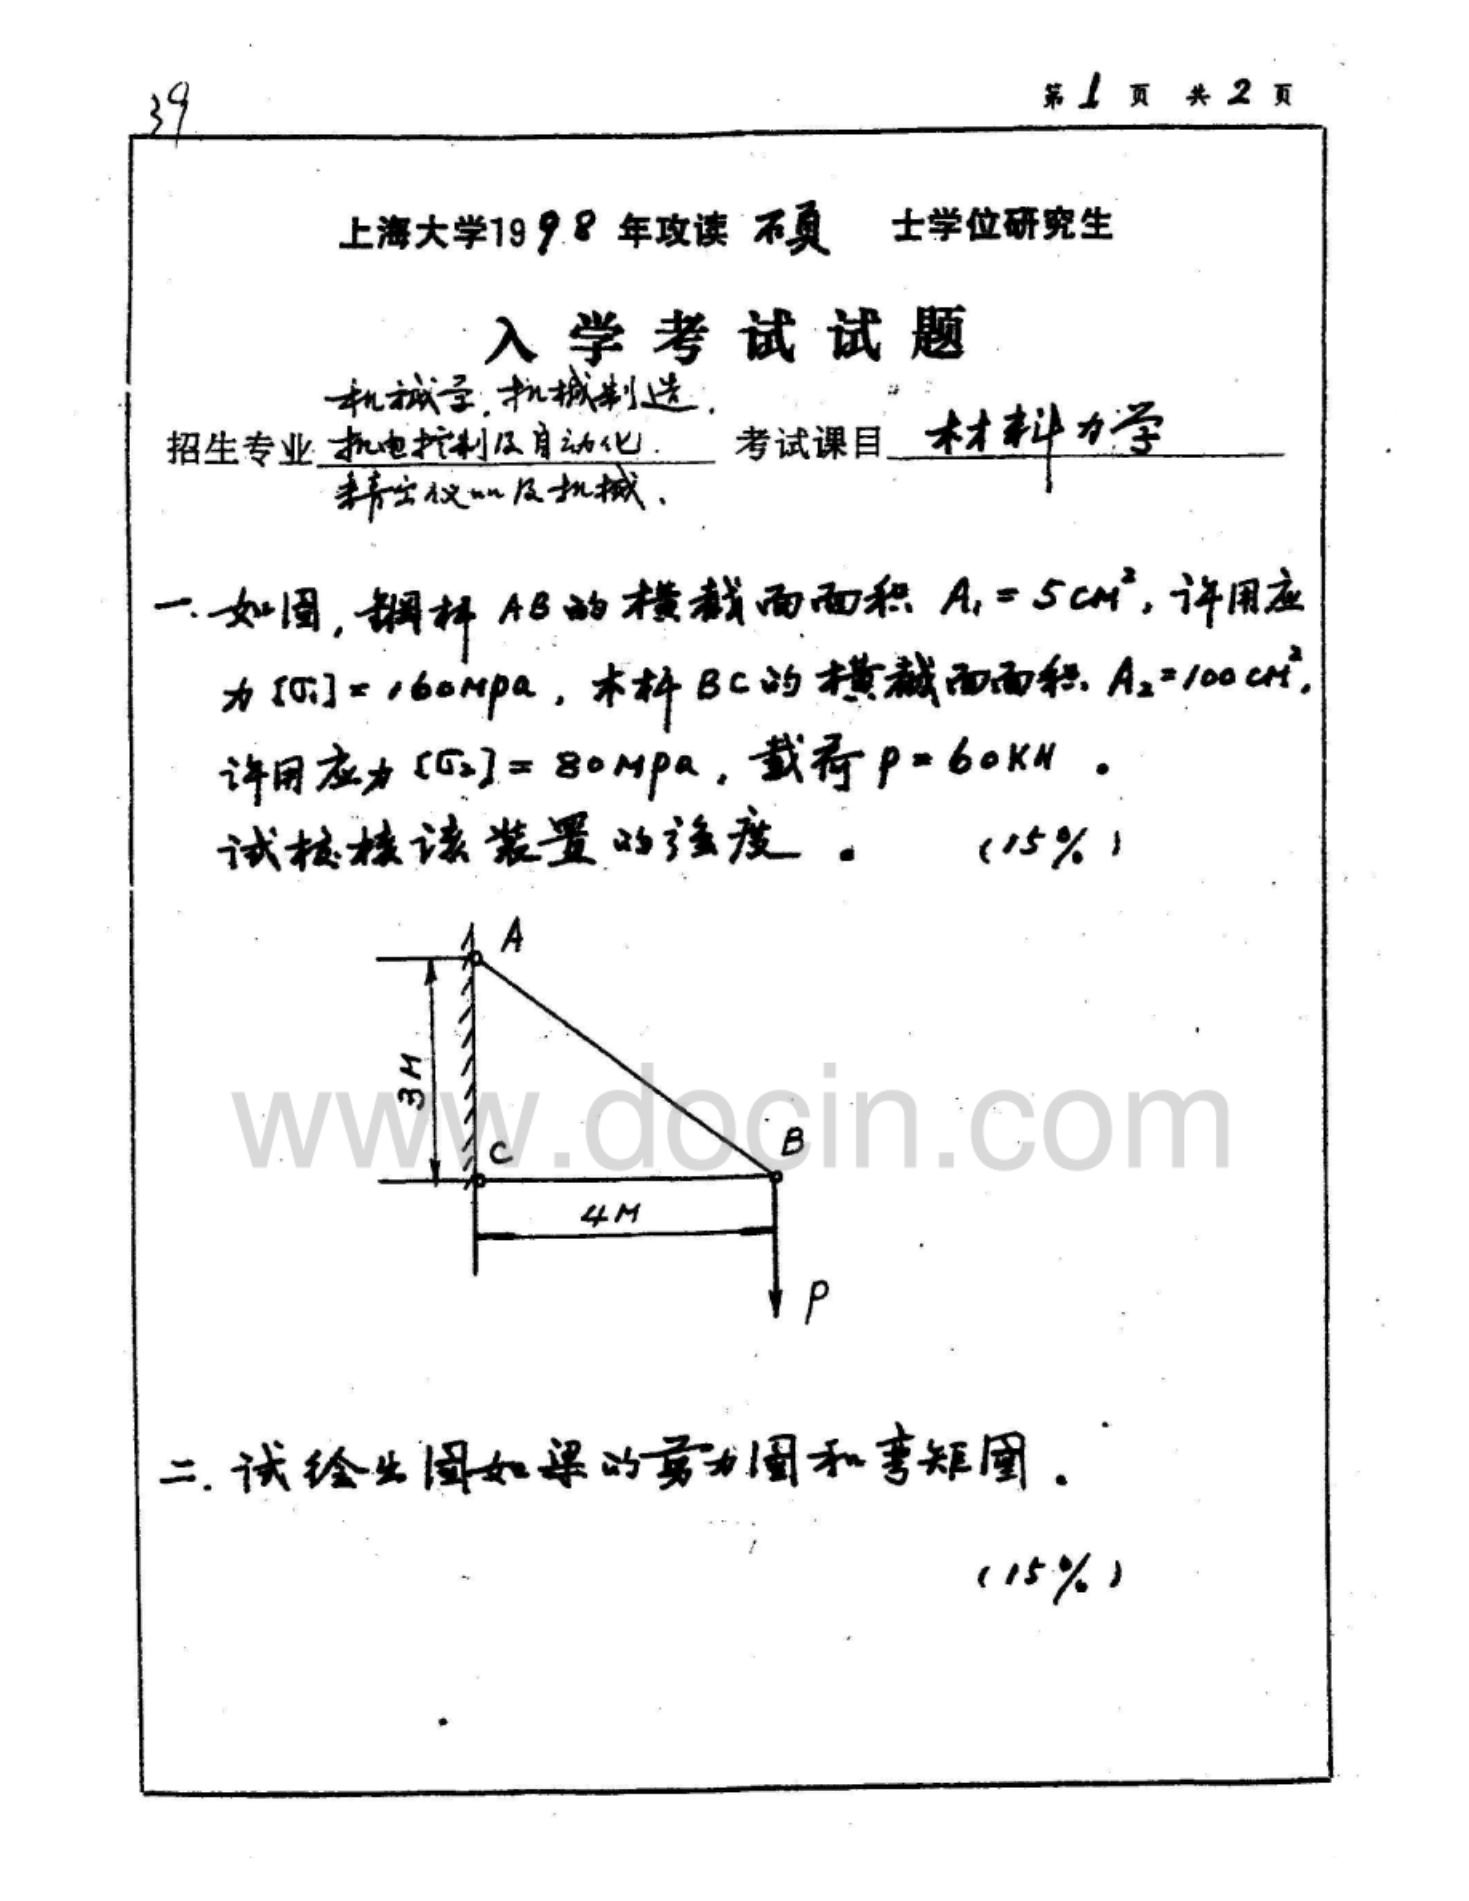 39
第 1 页 共 2 页
上海大学1998年攻读 硕 士学位研究生
入学考试试题
机械学、机械制造、
招生专业 机电控制及自动化. 考试课目 材料力学
精密仪器及机械、
一.如图,钢杆AB的横截面面积 A₁=5CM²,许用应
力[σ₁]=160MPa,木杆BC的横截面面积A₂=100CM²,
许用应力[σ₂]=80MPa,载荷P=60KN。
试校核该装置的强度。 (15%)
A
3M
C
B
4M
P
www.docin.com
二.试绘出图如梁的剪力图和弯矩图.
(15%)